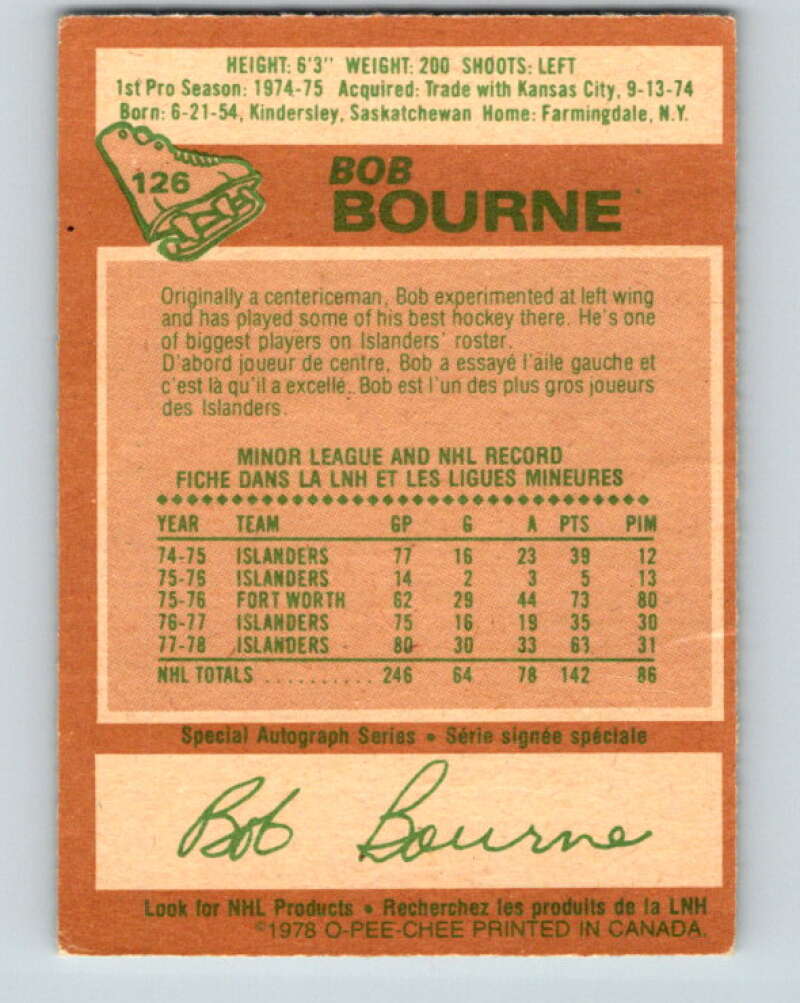 HEIGHT: 6'3" WEIGHT: 200 SHOOTS: LEFT
1st Pro Season: 1974-75 Acquired: Trade with Kansas City, 9-13-74
Born: 6-21-54, Kindersley, Saskatchewan Home: Farmingdale, N.Y.
126
BOB
BOURNE
Originally a centericeman, Bob experimented at left wing
and has played some of his best hockey there. He's one
of biggest players on Islanders' roster.
D'abord joueur de centre, Bob a essayé l'aile gauche et
c'est là qu'il a excellé. Bob est l'un des plus gros joueurs
des Islanders.
MINOR LEAGUE AND NHL RECORD
FICHE DANS LA LNH ET LES LIGUES MINEURES
YEAR TEAM GP G A PTS PIM
74-75 ISLANDERS 77 16 23 39 12
75-76 ISLANDERS 14 2 3 5 13
75-76 FORT WORTH 62 29 44 73 80
76-77 ISLANDERS 75 16 19 35 30
77-78 ISLANDERS 80 30 33 63 31
NHL TOTALS .......... 246 64 78 142 86
Special Autograph Series • Série signée spéciale
Bob Bourne
Look for NHL Products • Recherchez les produits de la LNH
©1978 O-PEE-CHEE PRINTED IN CANADA.